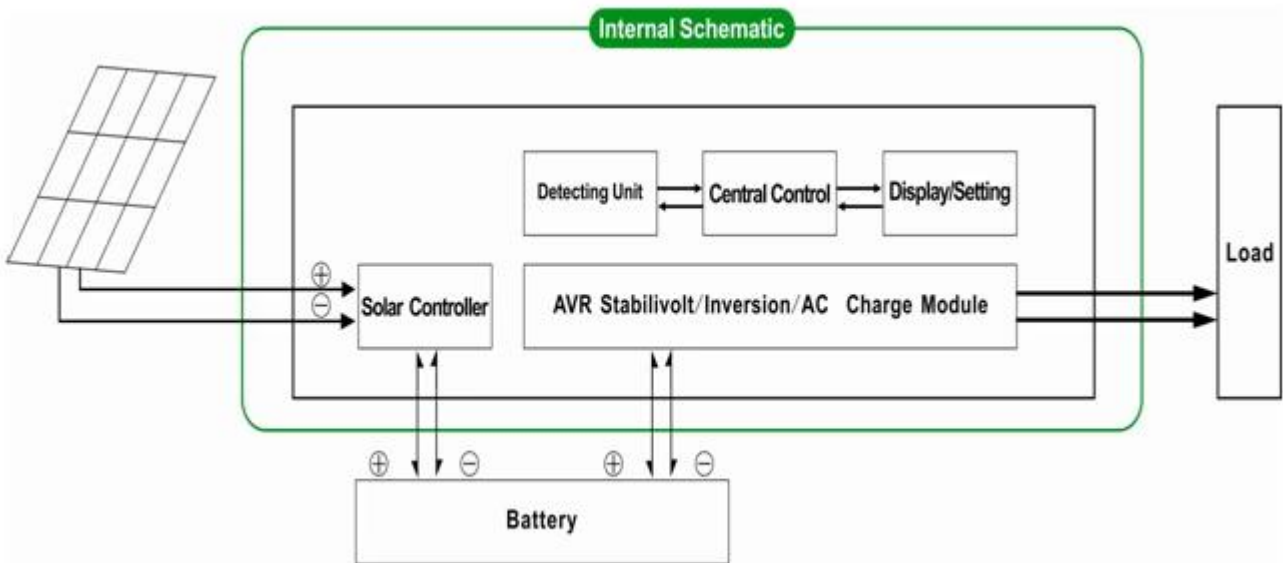 Internal Schematic
Detecting Unit
Central Control
Display/Setting
Load
⊕
⊖
Solar Controller
AVR Stabilivolt/Inversion/AC Charge Module
⊕ ⊖ ⊕ ⊖
Battery